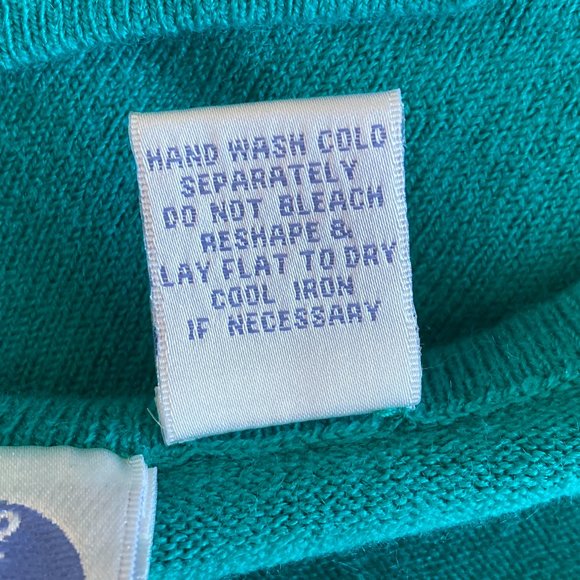 HAND WASH COLD
SEPARATELY
DO NOT BLEACH
RESHAPE &
LAY FLAT TO DRY
COOL IRON
IF NECESSARY